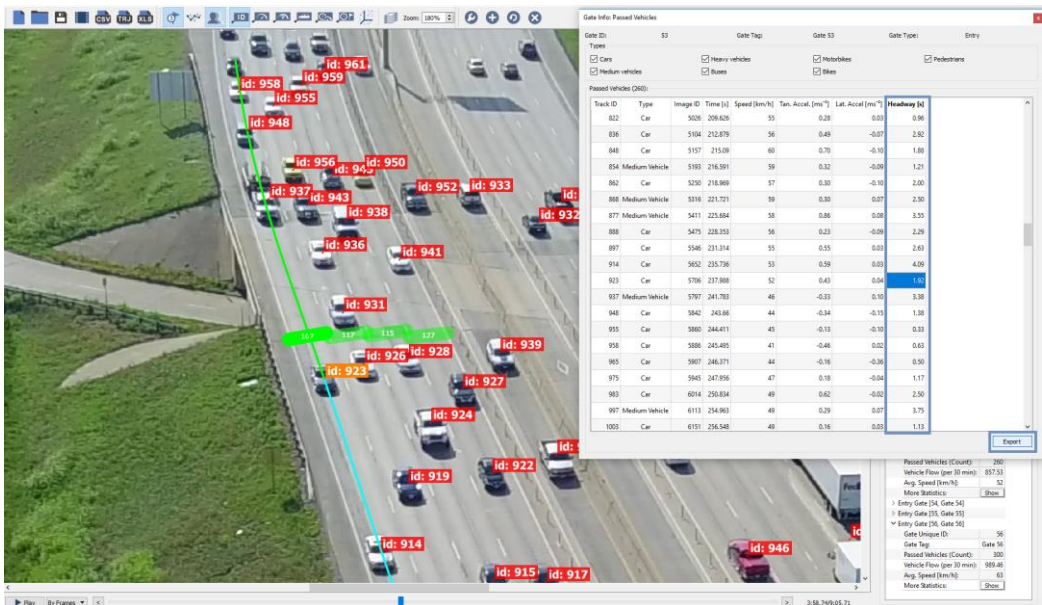 CSV TRJ XLS ID Zoom: 180%
Gate Info: Passed Vehicles
Gate ID: 53 Gate Tag: Gate 53 Gate Type: Entry
Types
Cars Heavy vehicles Motorbikes Pedestrians
Medium vehicles Buses Bikes
Passed Vehicles (260):
Track ID Type Image ID Time [s] Speed [km/h] Tan. Accel. [ms⁻²] Lat. Accel [ms⁻²] Headway [s]
822 Car 5026 209.626 55 0.28 0.03 0.96
836 Car 5104 212.879 56 0.49 -0.07 2.92
848 Car 5157 215.09 60 0.70 -0.10 1.88
854 Medium Vehicle 5193 216.591 59 0.32 -0.09 1.21
862 Car 5250 218.969 57 0.30 -0.10 2.00
868 Medium Vehicle 5316 221.721 59 0.30 0.07 2.50
877 Medium Vehicle 5411 225.684 58 0.86 0.08 3.55
888 Car 5475 228.353 56 0.23 -0.09 2.29
897 Car 5546 231.314 55 0.55 0.03 2.63
914 Car 5652 235.736 53 0.59 0.03 4.09
923 Car 5706 237.988 52 0.43 0.04 1.92
937 Medium Vehicle 5797 241.783 46 -0.33 0.10 3.38
948 Car 5842 243.66 44 -0.34 -0.15 1.38
955 Car 5860 244.411 45 -0.13 -0.10 0.33
958 Car 5886 245.495 41 -0.46 0.02 0.63
965 Car 5907 246.371 44 -0.16 -0.36 0.50
975 Car 5945 247.956 47 0.18 -0.04 1.17
983 Car 6014 250.834 49 0.62 -0.02 2.50
997 Medium Vehicle 6113 254.963 49 0.29 0.07 3.75
1003 Car 6151 256.548 49 0.16 0.03 1.13
Export
id: 961
id: 959
id: 958
id: 955
id: 948
id: 956
id: 950
id: 952
id: 933
id: 937
id: 943
id: 938
id: 932
id: 936
id: 941
id: 931
127
id: 939
id: 926
id: 928
id: 923
id: 927
id: 924
id: 922
id: 919
id: 914
id: 946
id: 915
id: 917
Passed Vehicles (Count): 260
Vehicle Flow (per 30 min): 857.53
Avg. Speed [km/h]: 52
More Statistics: Show
Entry Gate [54, Gate 54]
Entry Gate [55, Gate 55]
Entry Gate [56, Gate 56]
Gate Unique ID: 56
Gate Tag: Gate 56
Passed Vehicles (Count): 300
Vehicle Flow (per 30 min): 989.46
Avg. Speed [km/h]: 63
More Statistics: Show
Play By Frames 3:58.74/9:05.71